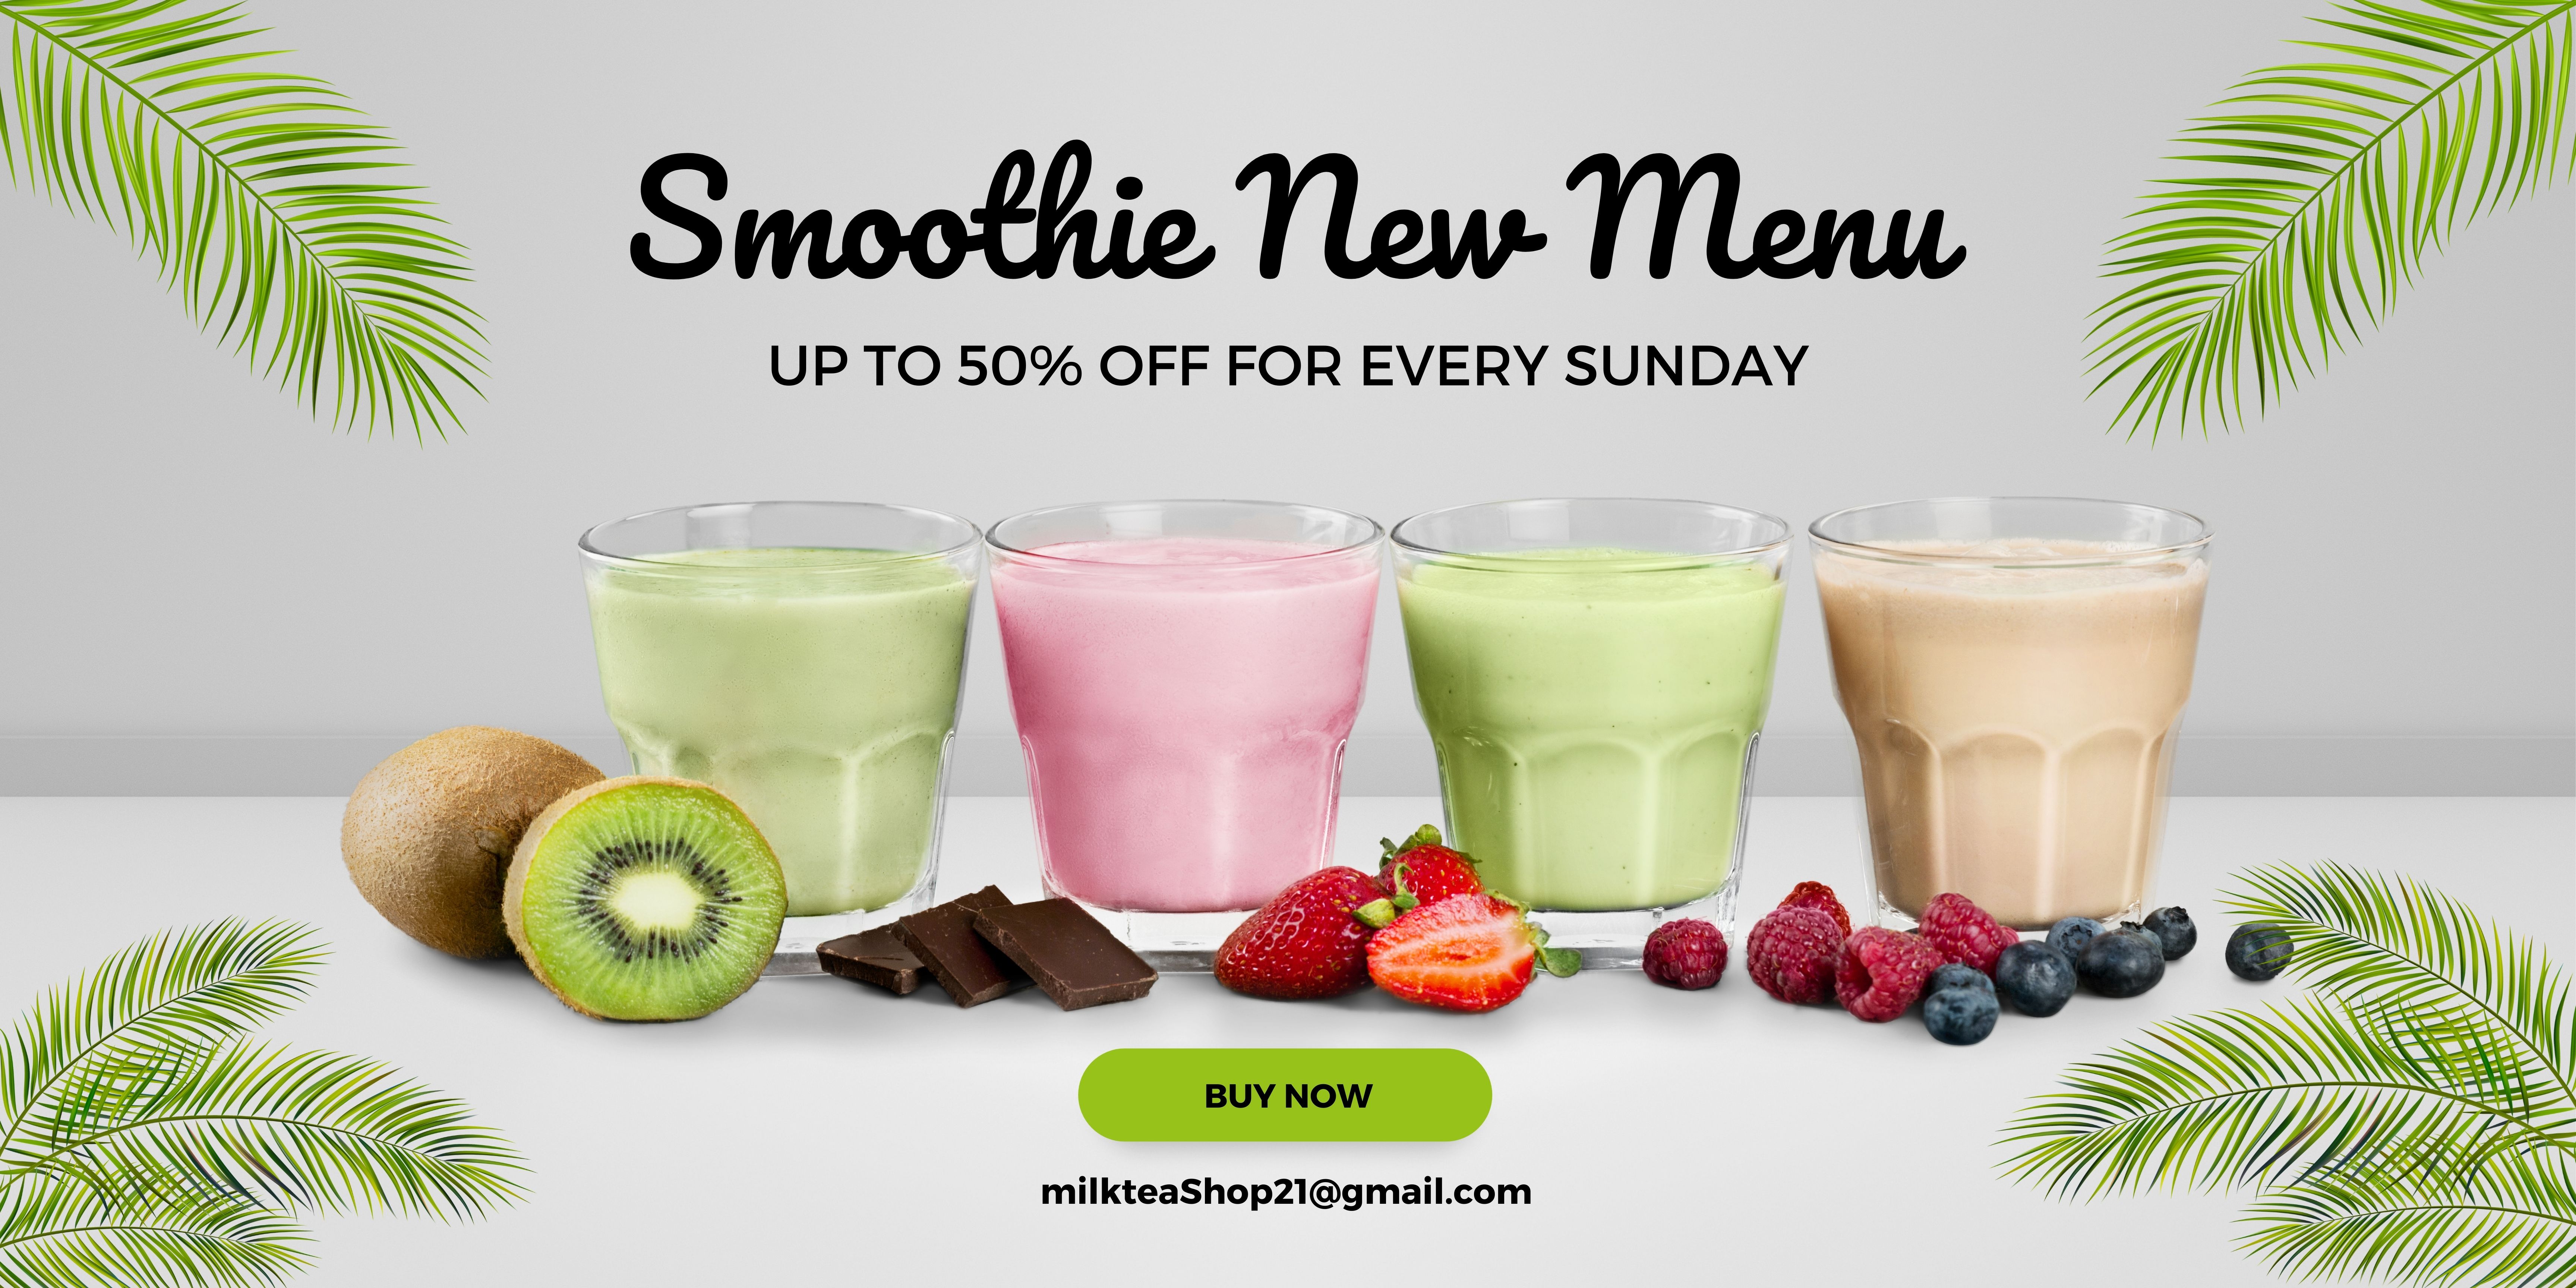 Smoothie New Menu
UP TO 50% OFF FOR EVERY SUNDAY
BUY NOW
milkteaShop21@gmail.com